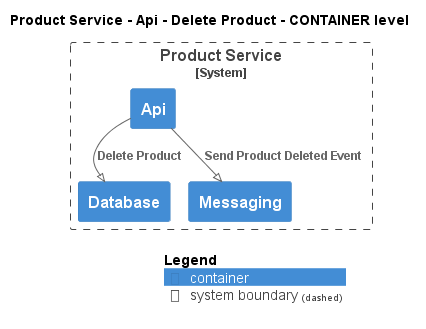 Product Service - Api - Delete Product - CONTAINER level
Product Service
[System]
Api
Delete Product
Send Product Deleted Event
Database
Messaging
Legend
container
system boundary (dashed)